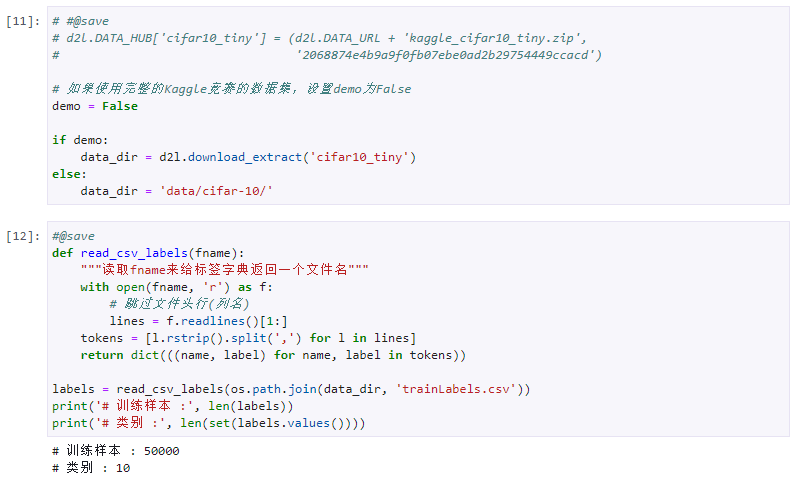 [11]: # #@save
# d2l.DATA_HUB['cifar10_tiny'] = (d2l.DATA_URL + 'kaggle_cifar10_tiny.zip',
#                                 '2068874e4b9a9f0fb07ebe0ad2b29754449ccacd')
# 如果使用完整的Kaggle竞赛的数据集，设置demo为False
demo = False
if demo:
    data_dir = d2l.download_extract('cifar10_tiny')
else:
    data_dir = 'data/cifar-10/'
[12]: #@save
def read_csv_labels(fname):
    """读取fname来给标签字典返回一个文件名"""
    with open(fname, 'r') as f:
        # 跳过文件头行(列名)
        lines = f.readlines()[1:]
    tokens = [l.rstrip().split(',') for l in lines]
    return dict(((name, label) for name, label in tokens))
labels = read_csv_labels(os.path.join(data_dir, 'trainLabels.csv'))
print('# 训练样本 :', len(labels))
print('# 类别 :', len(set(labels.values())))
# 训练样本 : 50000
# 类别 : 10